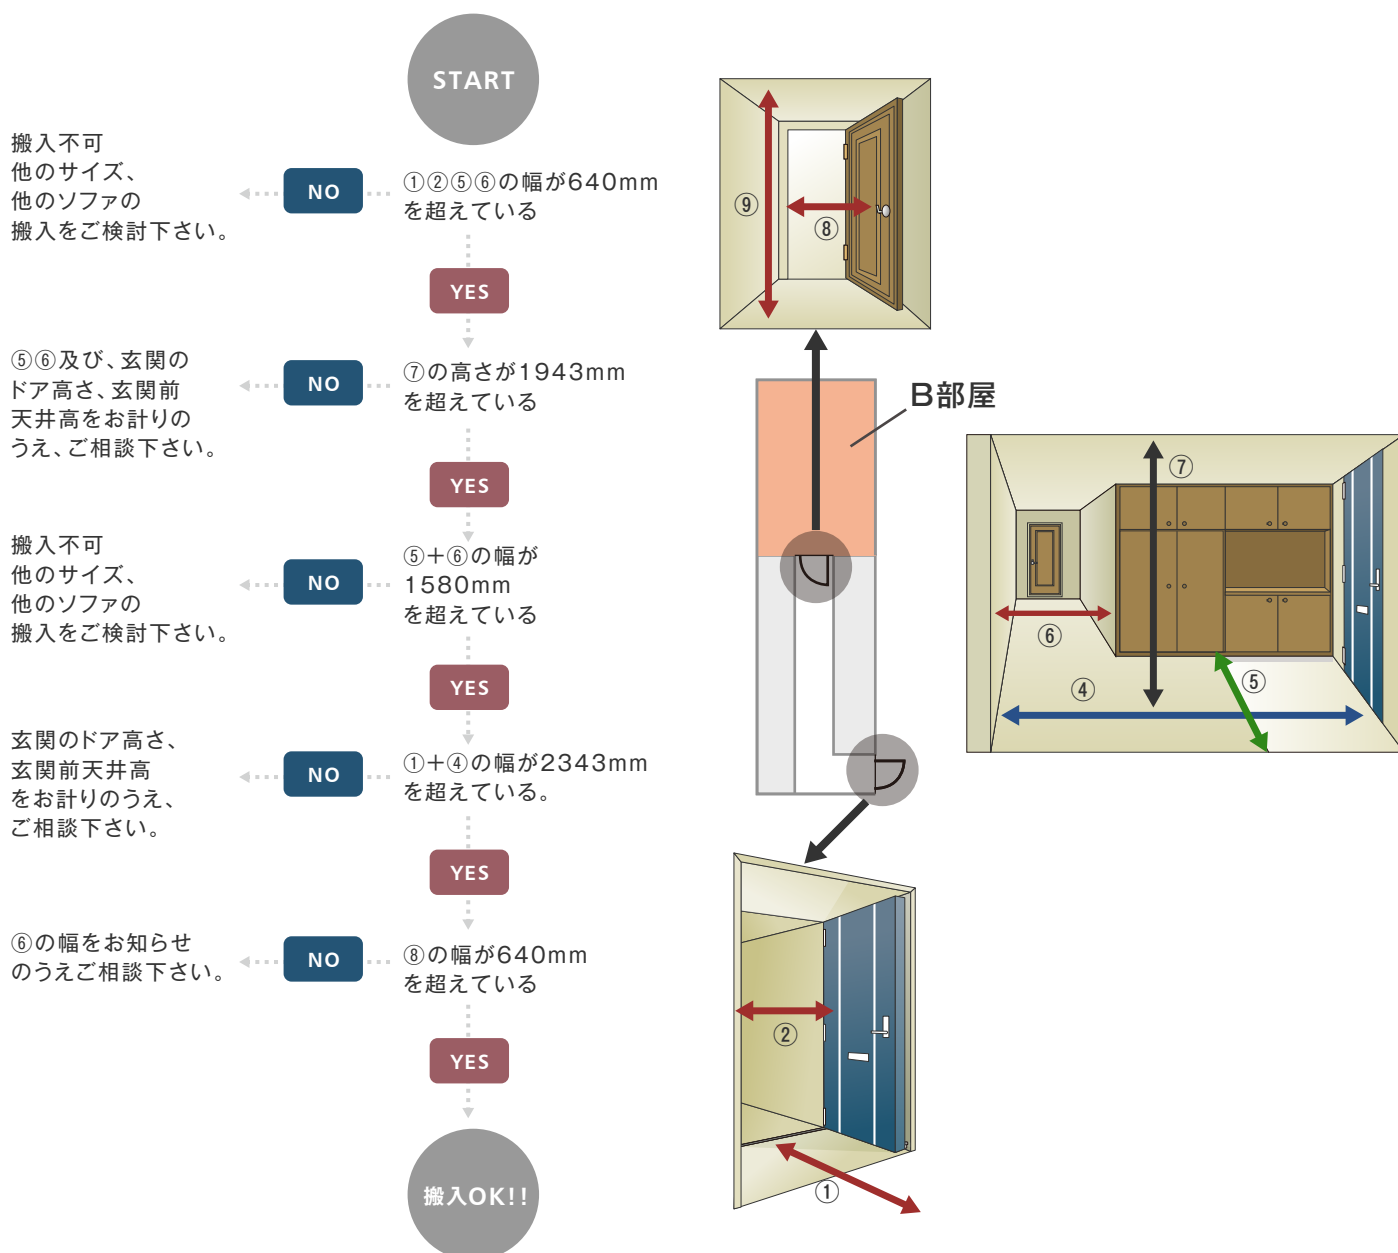 START
搬入不可
他のサイズ、
他のソファの
搬入をご検討下さい。
NO
①②⑤⑥の幅が640mm
を超えている
YES
⑤⑥及び、玄関の
ドア高さ、玄関前
天井高をお計りの
うえ、ご相談下さい。
NO
⑦の高さが1943mm
を超えている
YES
搬入不可
他のサイズ、
他のソファの
搬入をご検討下さい。
NO
⑤＋⑥の幅が
1580mm
を超えている
YES
玄関のドア高さ、
玄関前天井高
をお計りのうえ、
ご相談下さい。
NO
①＋④の幅が2343mm
を超えている。
YES
⑥の幅をお知らせ
のうえご相談下さい。
NO
⑧の幅が640mm
を超えている
YES
搬入OK!!
⑨
⑧
B部屋
⑦
⑥
④
⑤
②
①